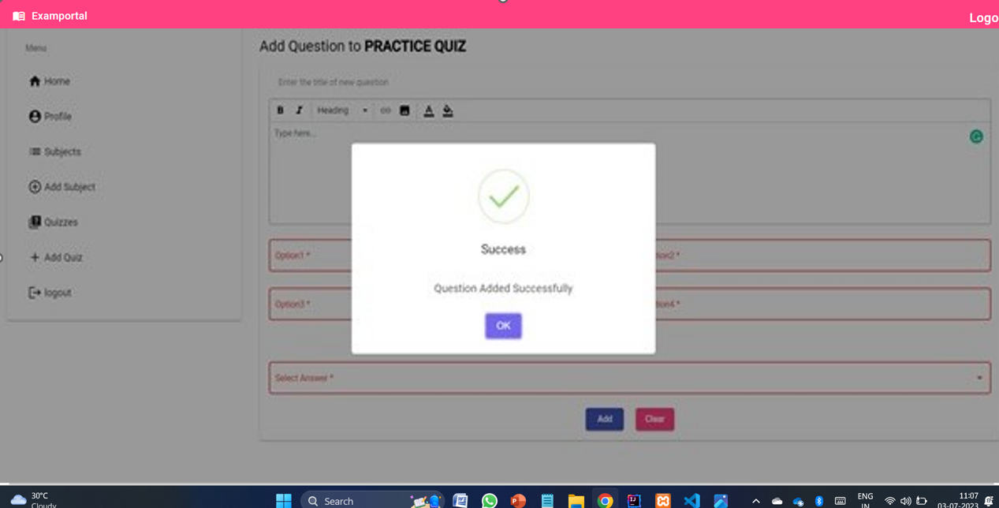 Examportal
Logo
Menu
Home
Profile
Subjects
Add Subject
Quizzes
Add Quiz
logout
Add Question to PRACTICE QUIZ
Enter the title of new question
B I Heading A
Type here...
Option1 *
tion2 *
Option3 *
tion4 *
Select Answer *
Add Clear
Success
Question Added Successfully
OK
30°C
Cloudy
Search
ENG
IN
11:07
03-07-2023